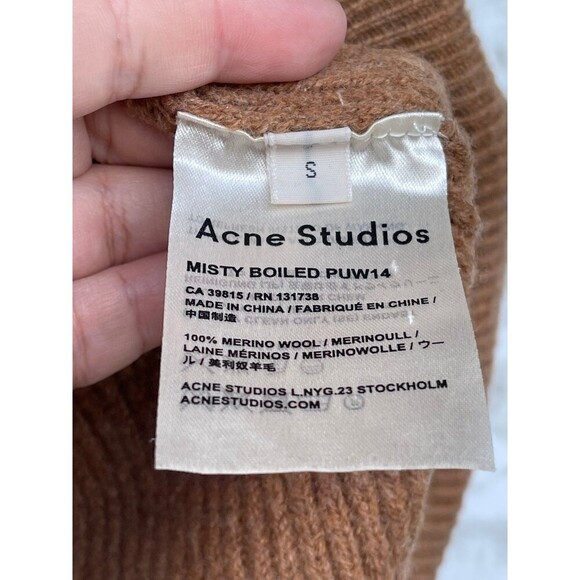 S
Acne Studios
MISTY BOILED PUW14
CA 39815 / RN 131738
MADE IN CHINA / FABRIQUÉ EN CHINE /
中国制造
100% MERINO WOOL / MERINOULL /
LAINE MÉRINOS / MERINOWOLLE / ウー
ル / 美利奴羊毛
ACNE STUDIOS L.NYG.23 STOCKHOLM
ACNESTUDIOS.COM